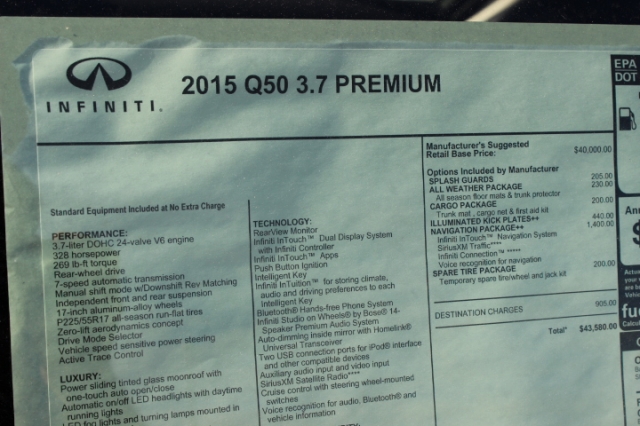 INFINITI.
2015 Q50 3.7 PREMIUM
Standard Equipment Included at No Extra Charge
PERFORMANCE:
3.7-liter DOHC 24-valve V6 engine
328 horsepower
269 lb-ft torque
Rear-wheel drive
7-speed automatic transmission
Manual shift mode w/Downshift Rev Matching
Independent front and rear suspension
17-inch aluminum-alloy wheels
P225/55R17 all-season run-flat tires
Zero-lift aerodynamics concept
Drive Mode Selector
Vehicle speed sensitive power steering
Active Trace Control
LUXURY:
Power sliding tinted glass moonroof with
one-touch auto open/close
Automatic on/off LED headlights with daytime
running lights
LED fog lights and turning lamps mounted in
TECHNOLOGY:
RearView Monitor
Infiniti InTouch™ Dual Display System
with Infiniti Controller
Infiniti InTouch™ Apps
Push Button Ignition
Intelligent Key
Infiniti InTuition™ for storing climate,
audio and driving preferences to each
Intelligent Key
Bluetooth® Hands-free Phone System
Infiniti Studio on Wheels® by Bose® 14-
Speaker Premium Audio System
Auto-dimming inside mirror with Homelink®
Universal Transceiver
Two USB connection ports for iPod® interface
and other compatible devices
Auxiliary audio input and video input
SiriusXM Satellite Radio****
Cruise control with steering wheel-mounted
switches
Voice recognition for audio, Bluetooth® and
vehicle information
Manufacturer's Suggested
Retail Base Price: $40,000.00
Options Included by Manufacturer
SPLASH GUARDS 205.00
ALL WEATHER PACKAGE 230.00
All season floor mats & trunk protector
CARGO PACKAGE 200.00
Trunk mat, cargo net & first aid kit
ILLUMINATED KICK PLATES++ 440.00
NAVIGATION PACKAGE++ 1,400.00
Infiniti InTouch™ Navigation System
SiriusXM Traffic****
Infiniti Connection™ *****
Voice recognition for navigation
SPARE TIRE PACKAGE 200.00
Temporary spare tire/wheel and jack kit
DESTINATION CHARGES 905.00
Total* $43,580.00
EPA
DOT